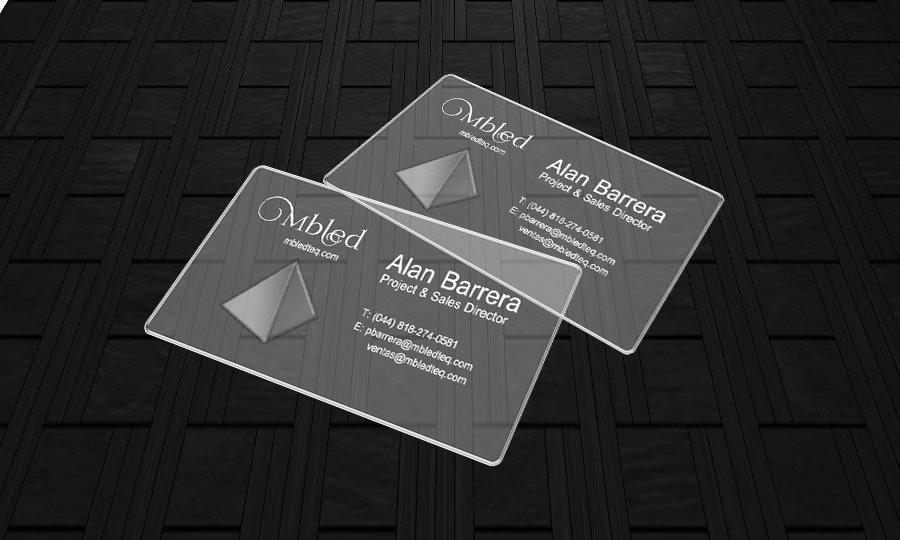 Mbled
mbledteq.com
Alan Barrera
Project & Sales Director
T: (044) 818-274-0581
E: pbarrera@mbledteq.com
ventas@mbledteq.com
Mbled
mbledteq.com
Alan Barrera
Project & Sales Director
T: (044) 818-274-0581
E: pbarrera@mbledteq.com
ventas@mbledteq.com